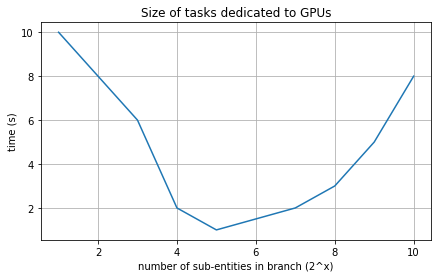 Size of tasks dedicated to GPUs
10
8
6
4
2
time (s)
2 4 6 8 10
number of sub-entities in branch (2^x)